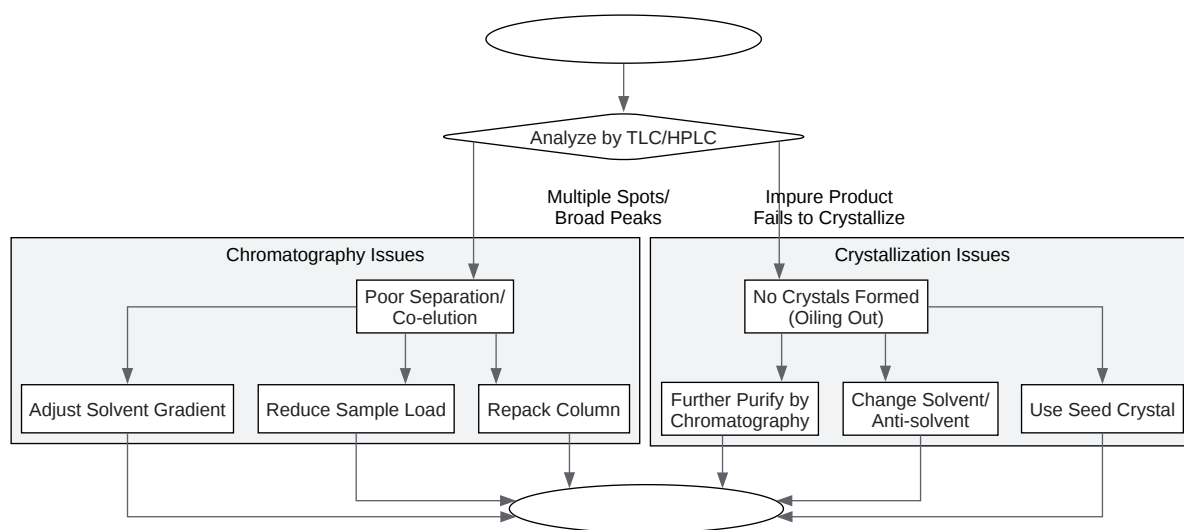 Analyze by TLC/HPLC
Multiple Spots/
Broad Peaks
Impure Product
Fails to Crystallize
Chromatography Issues
Crystallization Issues
Poor Separation/
Co-elution
No Crystals Formed
(Oiling Out)
Adjust Solvent Gradient
Reduce Sample Load
Repack Column
Further Purify by
Chromatography
Change Solvent/
Anti-solvent
Use Seed Crystal